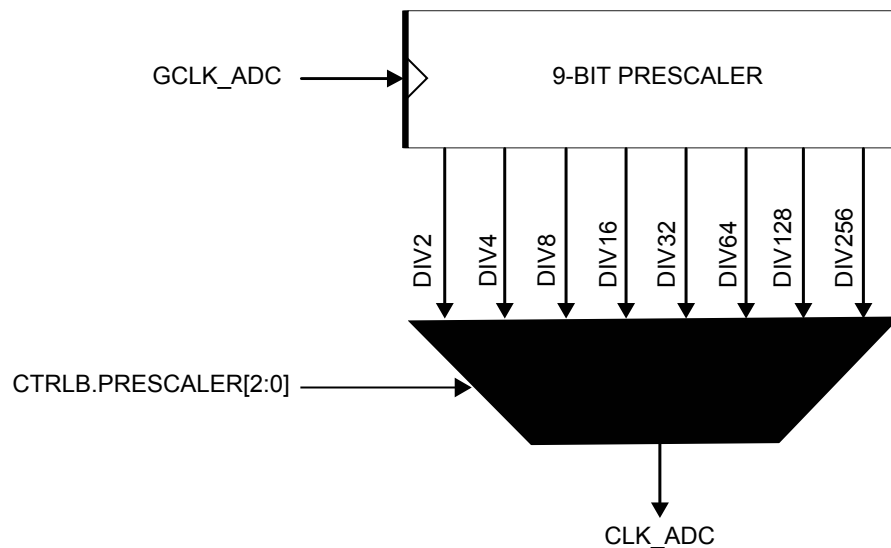 GCLK_ADC
9-BIT PRESCALER
DIV2
DIV4
DIV8
DIV16
DIV32
DIV64
DIV128
DIV256
CTRLB.PRESCALER[2:0]
CLK_ADC